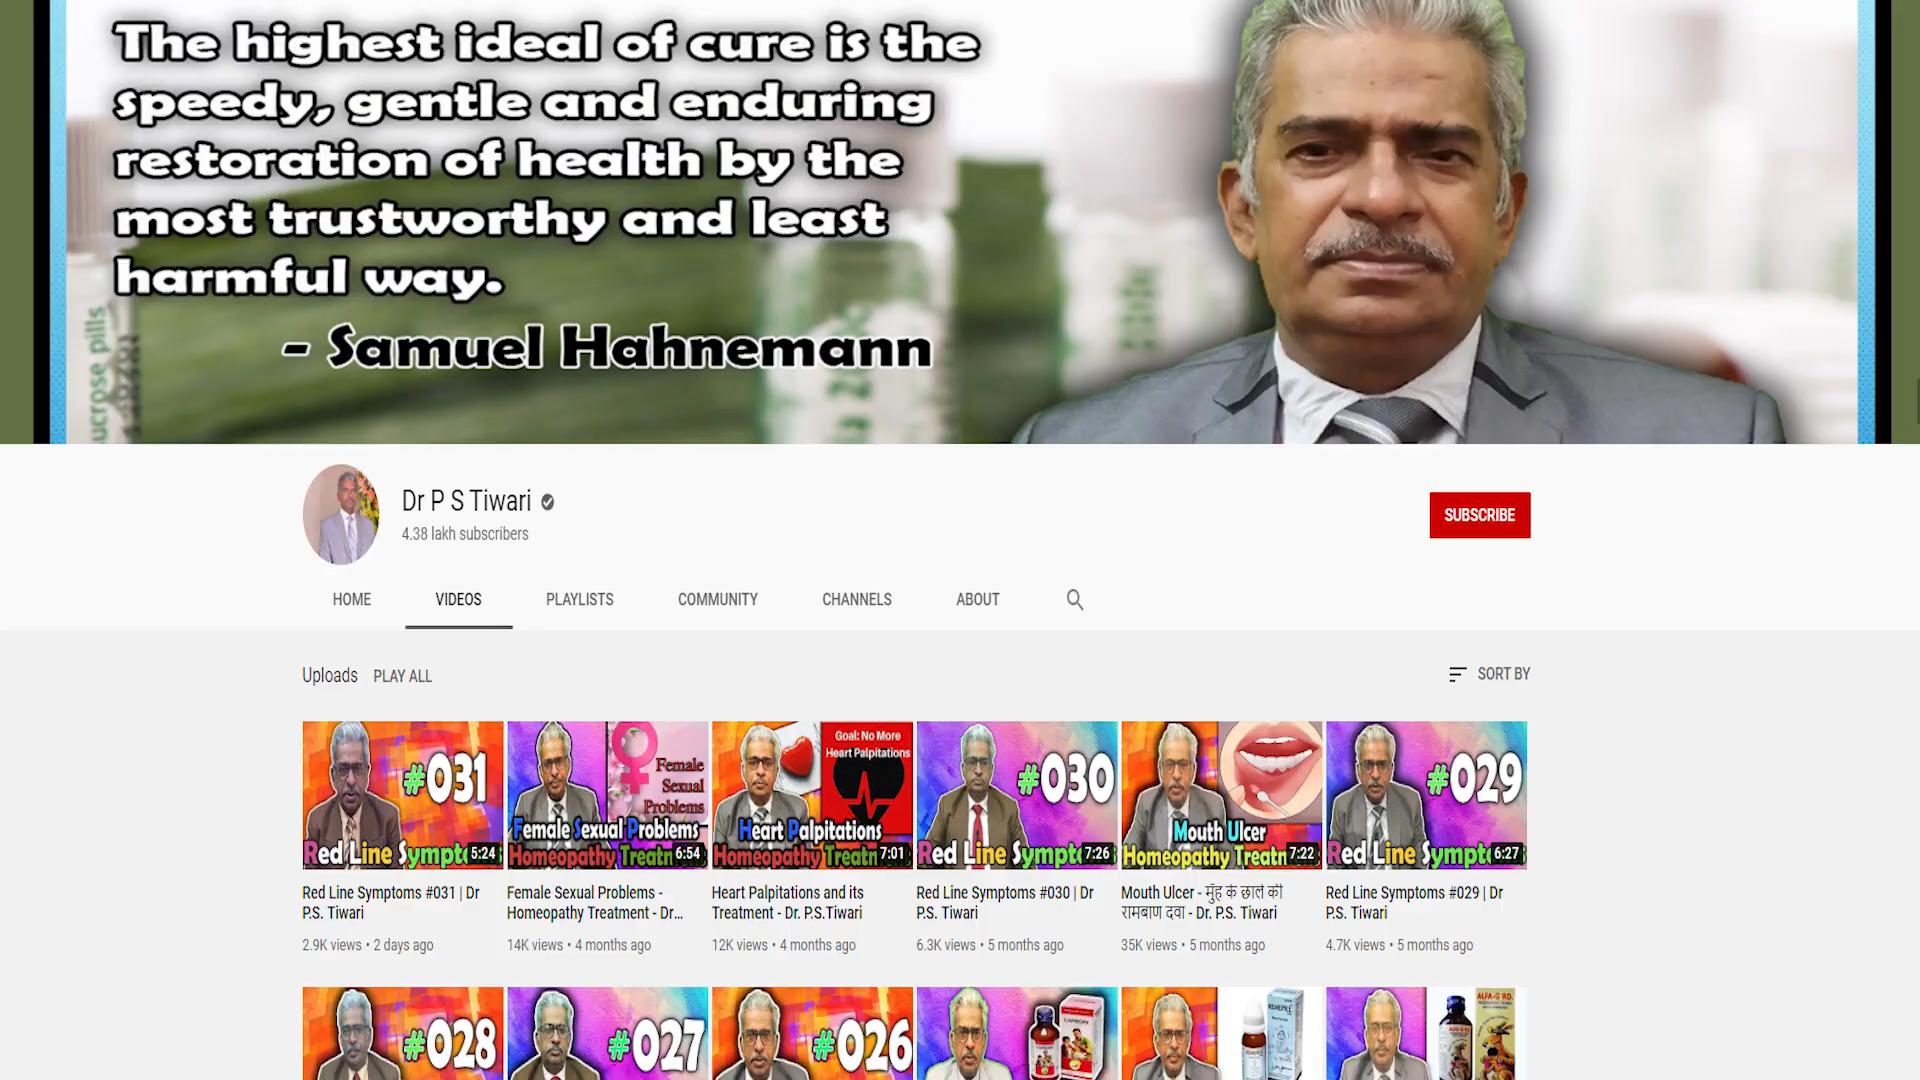 The highest ideal of cure is the
speedy, gentle and enduring
restoration of health by the
most trustworthy and least
harmful way.
- Samuel Hahnemann
ucrose pills
Dr P S Tiwari
4.38 lakh subscribers
SUBSCRIBE
HOME VIDEOS PLAYLISTS COMMUNITY CHANNELS ABOUT
Uploads PLAY ALL
SORT BY
#031
Red Line Sympt
5:24
Female
Sexual
Problems
Female Sexual Problems
Homeopathy Treatm
6:54
Goal: No More
Heart Palpitations
Heart Palpitations
Homeopathy Treatm
7:01
#030
Red Line Sympt
7:26
Mouth Ulcer
Homeopathy Treatm
7:22
#029
Red Line Sympt
6:27
Red Line Symptoms #031 | Dr
P.S. Tiwari
2.9K views • 2 days ago
Female Sexual Problems -
Homeopathy Treatment - Dr...
14K views • 4 months ago
Heart Palpitations and its
Treatment - Dr. P.S.Tiwari
12K views • 4 months ago
Red Line Symptoms #030 | Dr
P.S. Tiwari
6.3K views • 5 months ago
Mouth Ulcer - मुँह के छाले की
रामबाण दवा - Dr. P.S. Tiwari
35K views • 5 months ago
Red Line Symptoms #029 | Dr
P.S. Tiwari
4.7K views • 5 months ago
#028
#027
#026
ALFA-G RD.